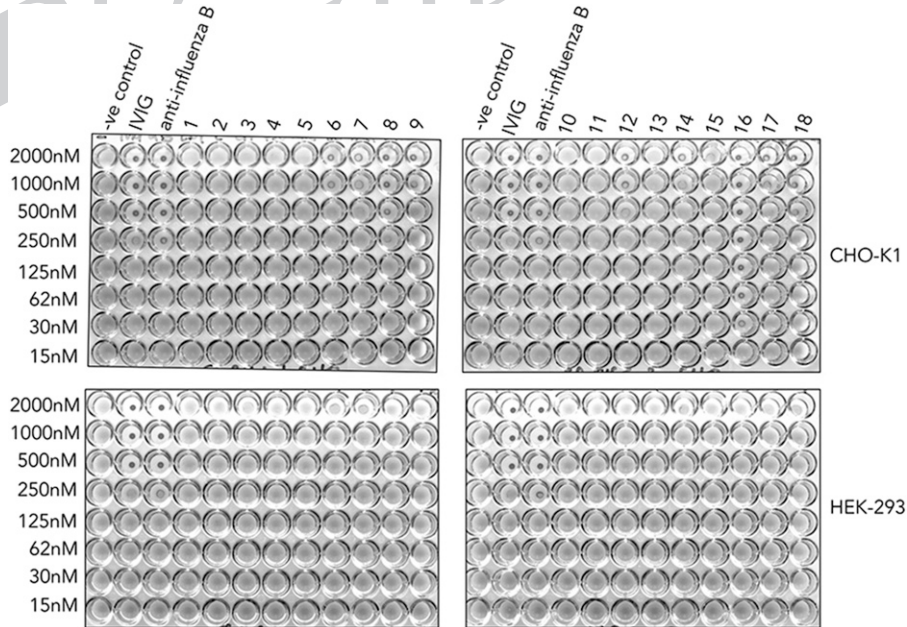 -ve control IVIG anti-influenza B 1 2 3 4 5 6 7 8 9
-ve control IVIG anti-influenza B 10 11 12 13 14 15 16 17 18
2000nM
1000nM
500nM
250nM
125nM
62nM
30nM
15nM
CHO-K1
2000nM
1000nM
500nM
250nM
125nM
62nM
30nM
15nM
HEK-293